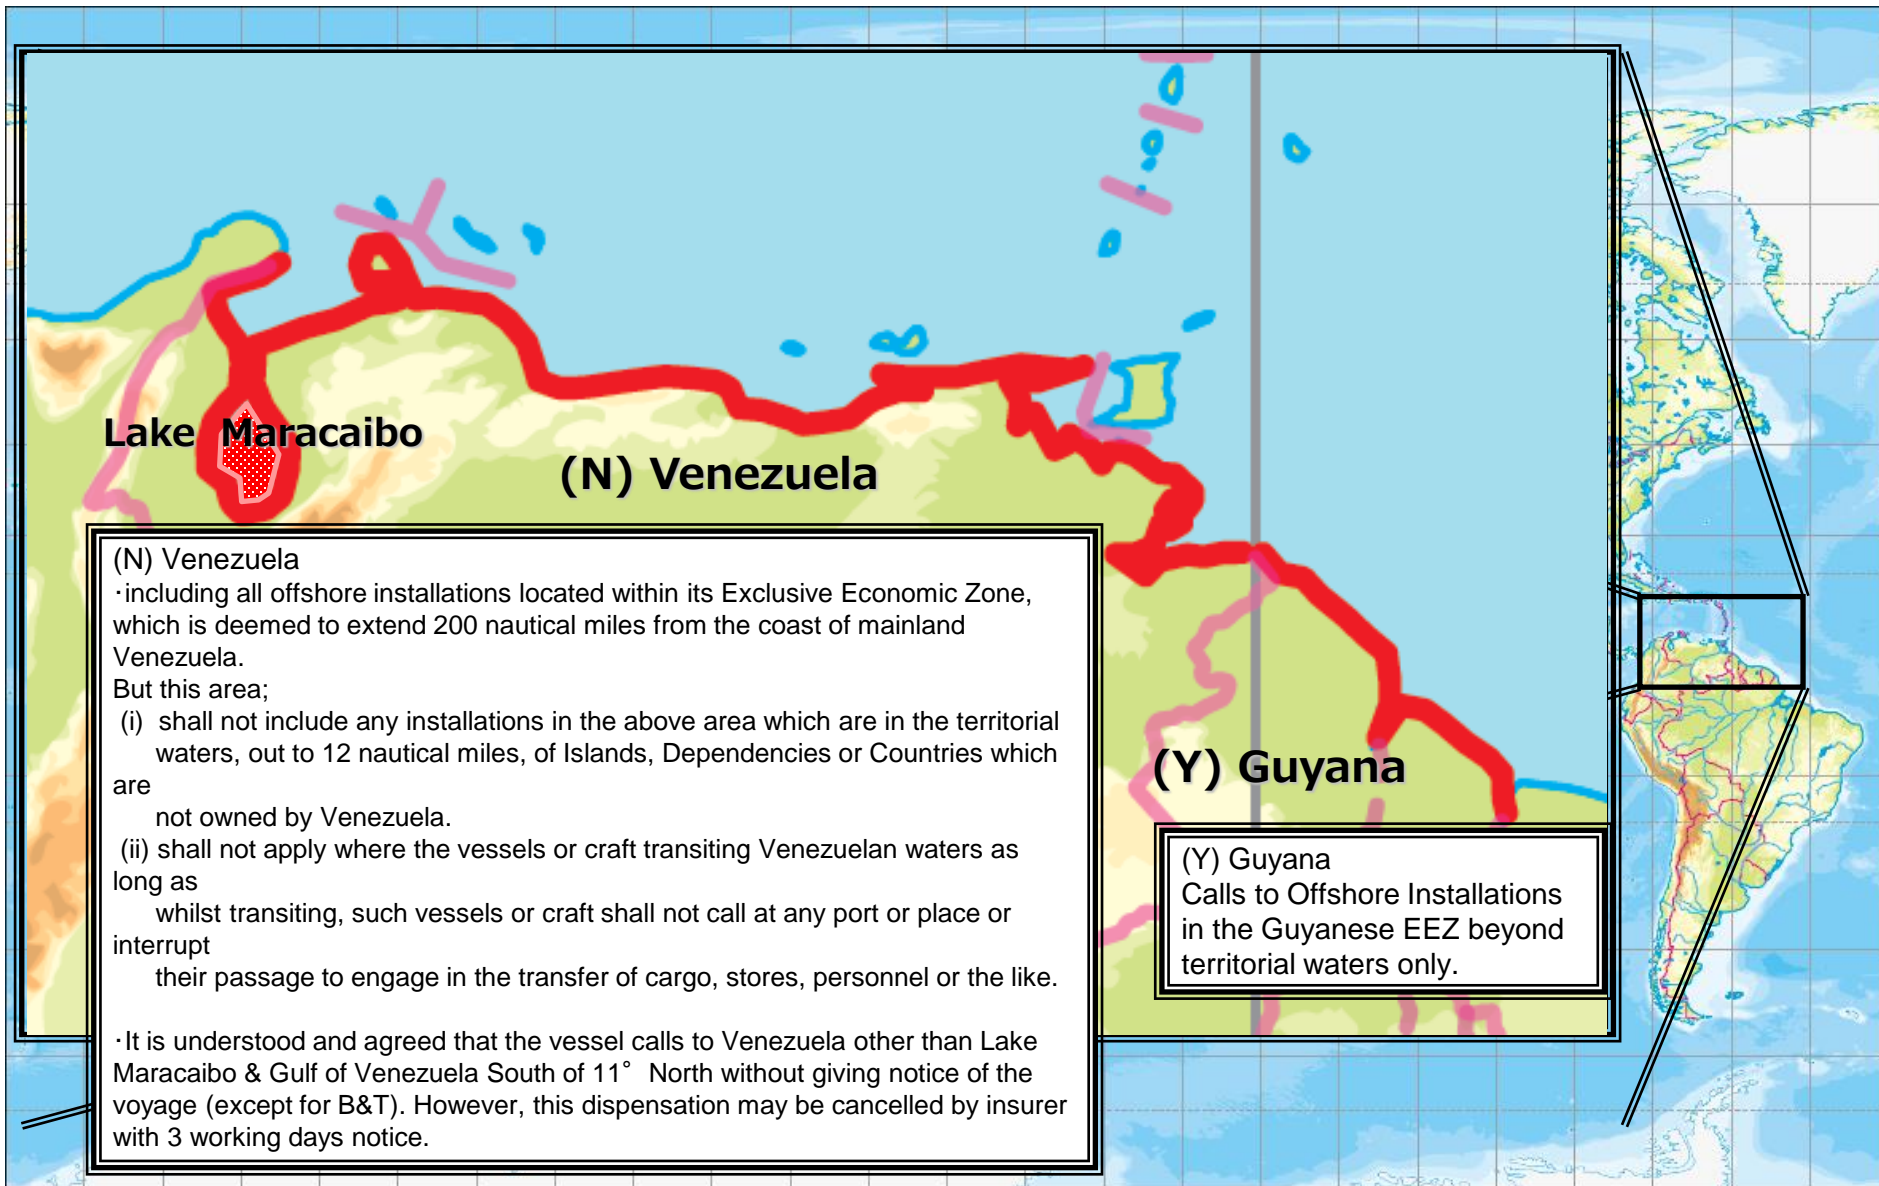 Lake Maracaibo
(N) Venezuela
(N) Venezuela
･including all offshore installations located within its Exclusive Economic Zone,
which is deemed to extend 200 nautical miles from the coast of mainland
Venezuela.
But this area;
(i) shall not include any installations in the above area which are in the territorial
waters, out to 12 nautical miles, of Islands, Dependencies or Countries which
are
not owned by Venezuela.
(ii) shall not apply where the vessels or craft transiting Venezuelan waters as
long as
whilst transiting, such vessels or craft shall not call at any port or place or
interrupt
their passage to engage in the transfer of cargo, stores, personnel or the like.
･It is understood and agreed that the vessel calls to Venezuela other than Lake
Maracaibo & Gulf of Venezuela South of 11° North without giving notice of the
voyage (except for B&T). However, this dispensation may be cancelled by insurer
with 3 working days notice.
(Y) Guyana
(Y) Guyana
Calls to Offshore Installations
in the Guyanese EEZ beyond
territorial waters only.